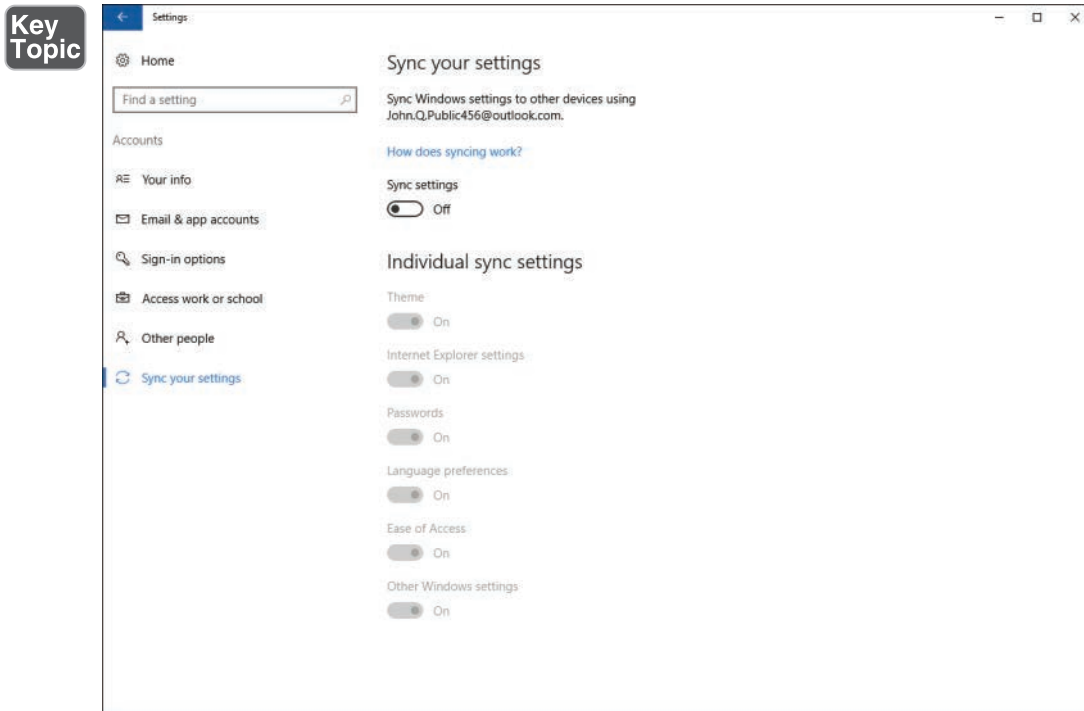 Key
Topic
Settings
Home
Find a setting
Accounts
Your info
Email & app accounts
Sign-in options
Access work or school
Other people
Sync your settings
Sync your settings
Sync Windows settings to other devices using
John.Q.Public456@outlook.com.
How does syncing work?
Sync settings
Off
Individual sync settings
Theme
On
Internet Explorer settings
On
Passwords
On
Language preferences
On
Ease of Access
On
Other Windows settings
On